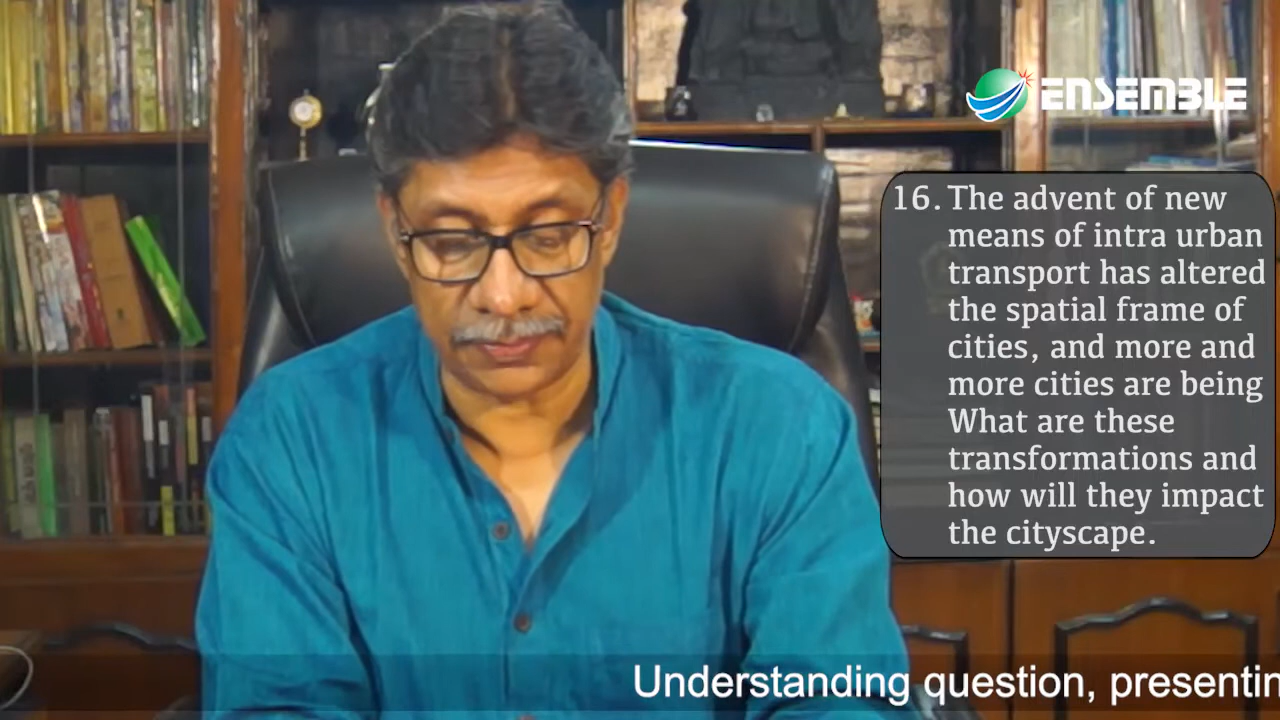 ENSEMBLE
16. The advent of new
means of intra urban
transport has altered
the spatial frame of
cities, and more and
more cities are being
What are these
transformations and
how will they impact
the cityscape.
Understanding question, presentin